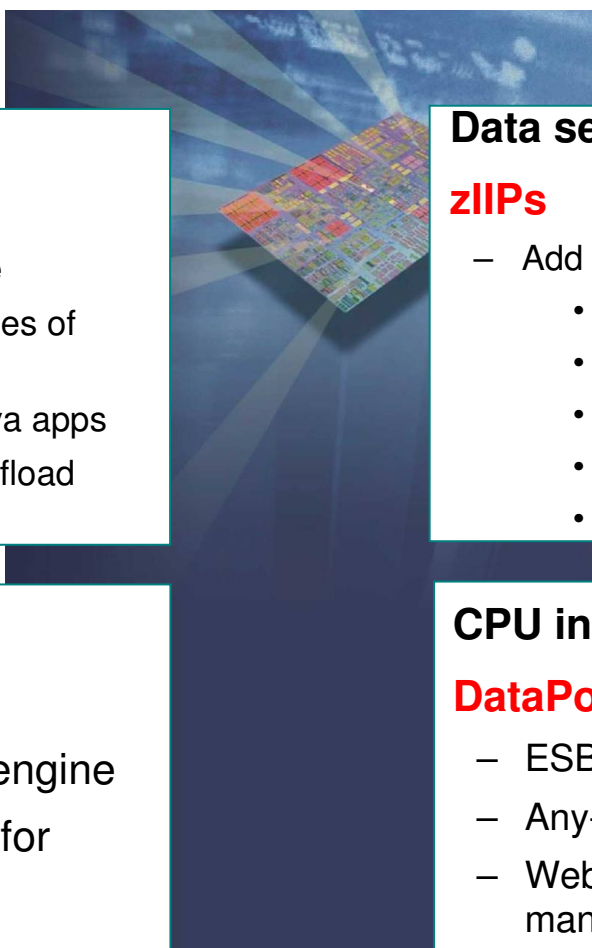 es of
va apps
fload
Data se
zIIPs
– Add
•
•
•
•
•
engine
for
CPU in
DataPo
– ESB
– Any-
– Web
man